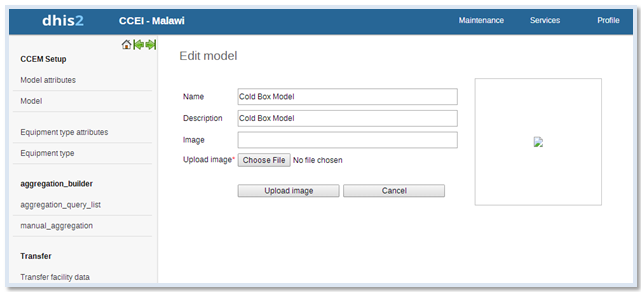 dhis2 CCEI - Malawi Maintenance Services Profile
CCEM Setup
Model attributes
Model
Equipment type attributes
Equipment type
aggregation_builder
aggregation_query_list
manual_aggregation
Transfer
Transfer facility data
Edit model
Name Cold Box Model
Description Cold Box Model
Image
Upload image* Choose File No file chosen
Upload image Cancel